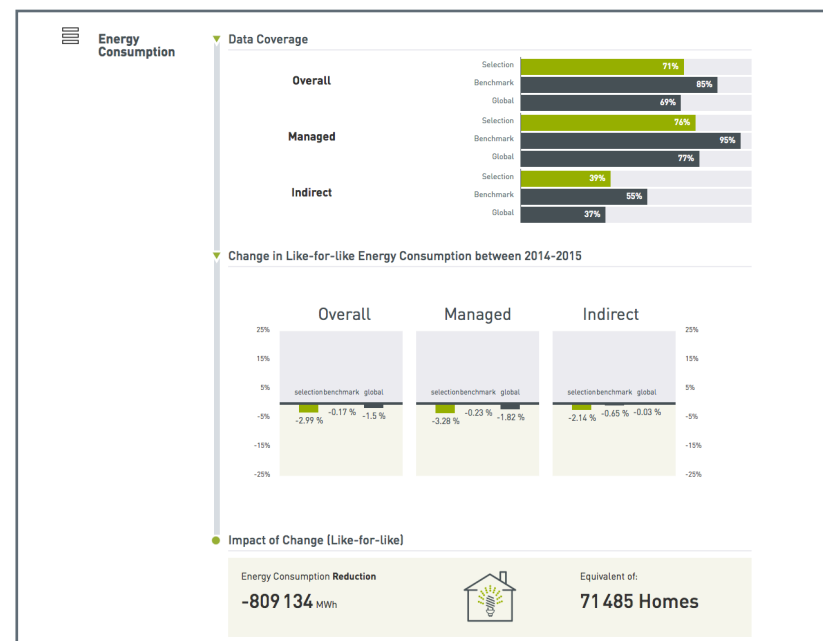 Energy
Consumption
Data Coverage
Overall
Selection 71%
Benchmark 85%
Global 69%
Managed
Selection 76%
Benchmark 95%
Global 77%
Indirect
Selection 39%
Benchmark 55%
Global 37%
Change in Like-for-like Energy Consumption between 2014-2015
Overall Managed Indirect
25% 25%
15% 15%
5% 5%
selection benchmark global selection benchmark global selection benchmark global
-5% -2.99 % -0.17 % -1.5 % -3.28 % -0.23 % -1.82 % -2.14 % -0.65 % -0.03 % -5%
-15% -15%
-25% -25%
Impact of Change (Like-for-like)
Energy Consumption Reduction
-809 134 MWh
Equivalent of:
71 485 Homes